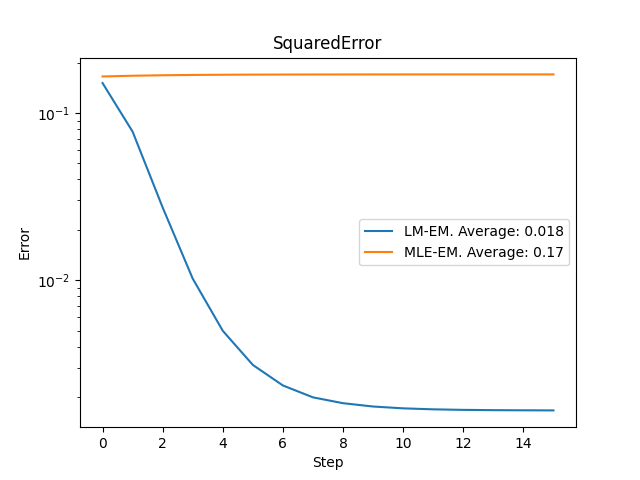 SquaredError
10⁻¹
10⁻²
Error
LM-EM. Average: 0.018
MLE-EM. Average: 0.17
0 2 4 6 8 10 12 14
Step